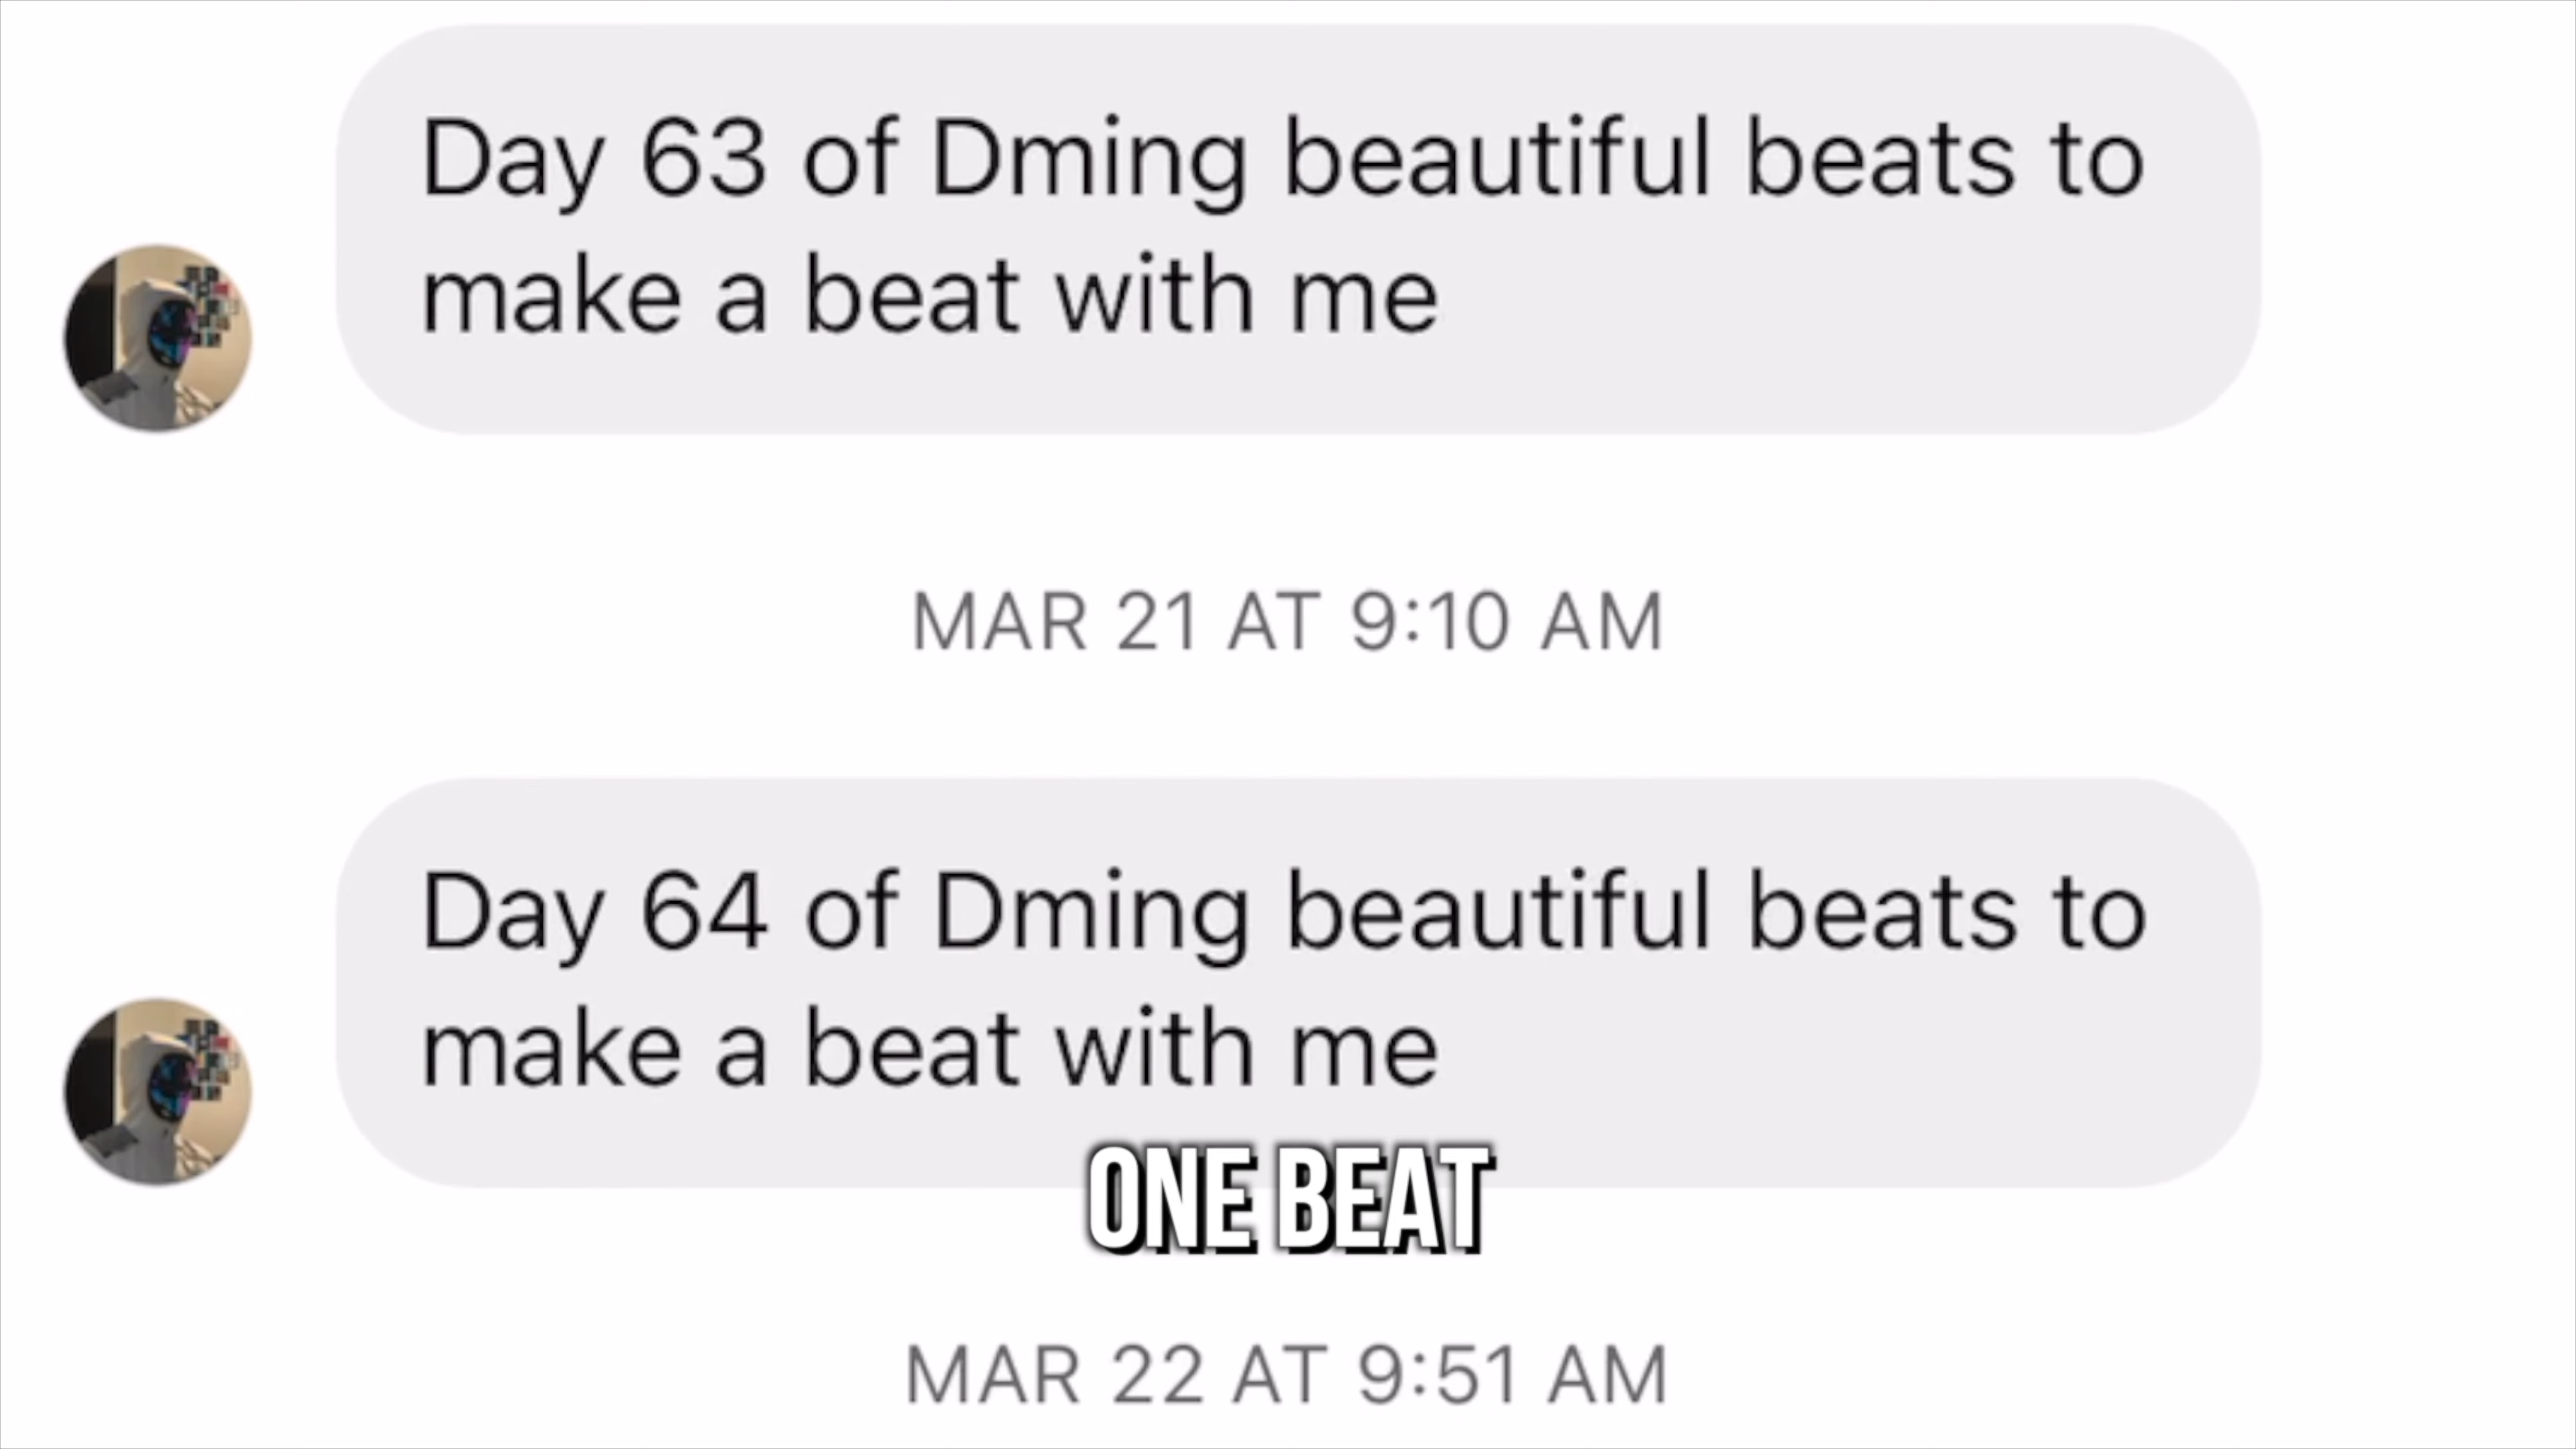 Day 63 of Dming beautiful beats to
make a beat with me
MAR 21 AT 9:10 AM
Day 64 of Dming beautiful beats to
make a beat with me
ONE BEAT
MAR 22 AT 9:51 AM